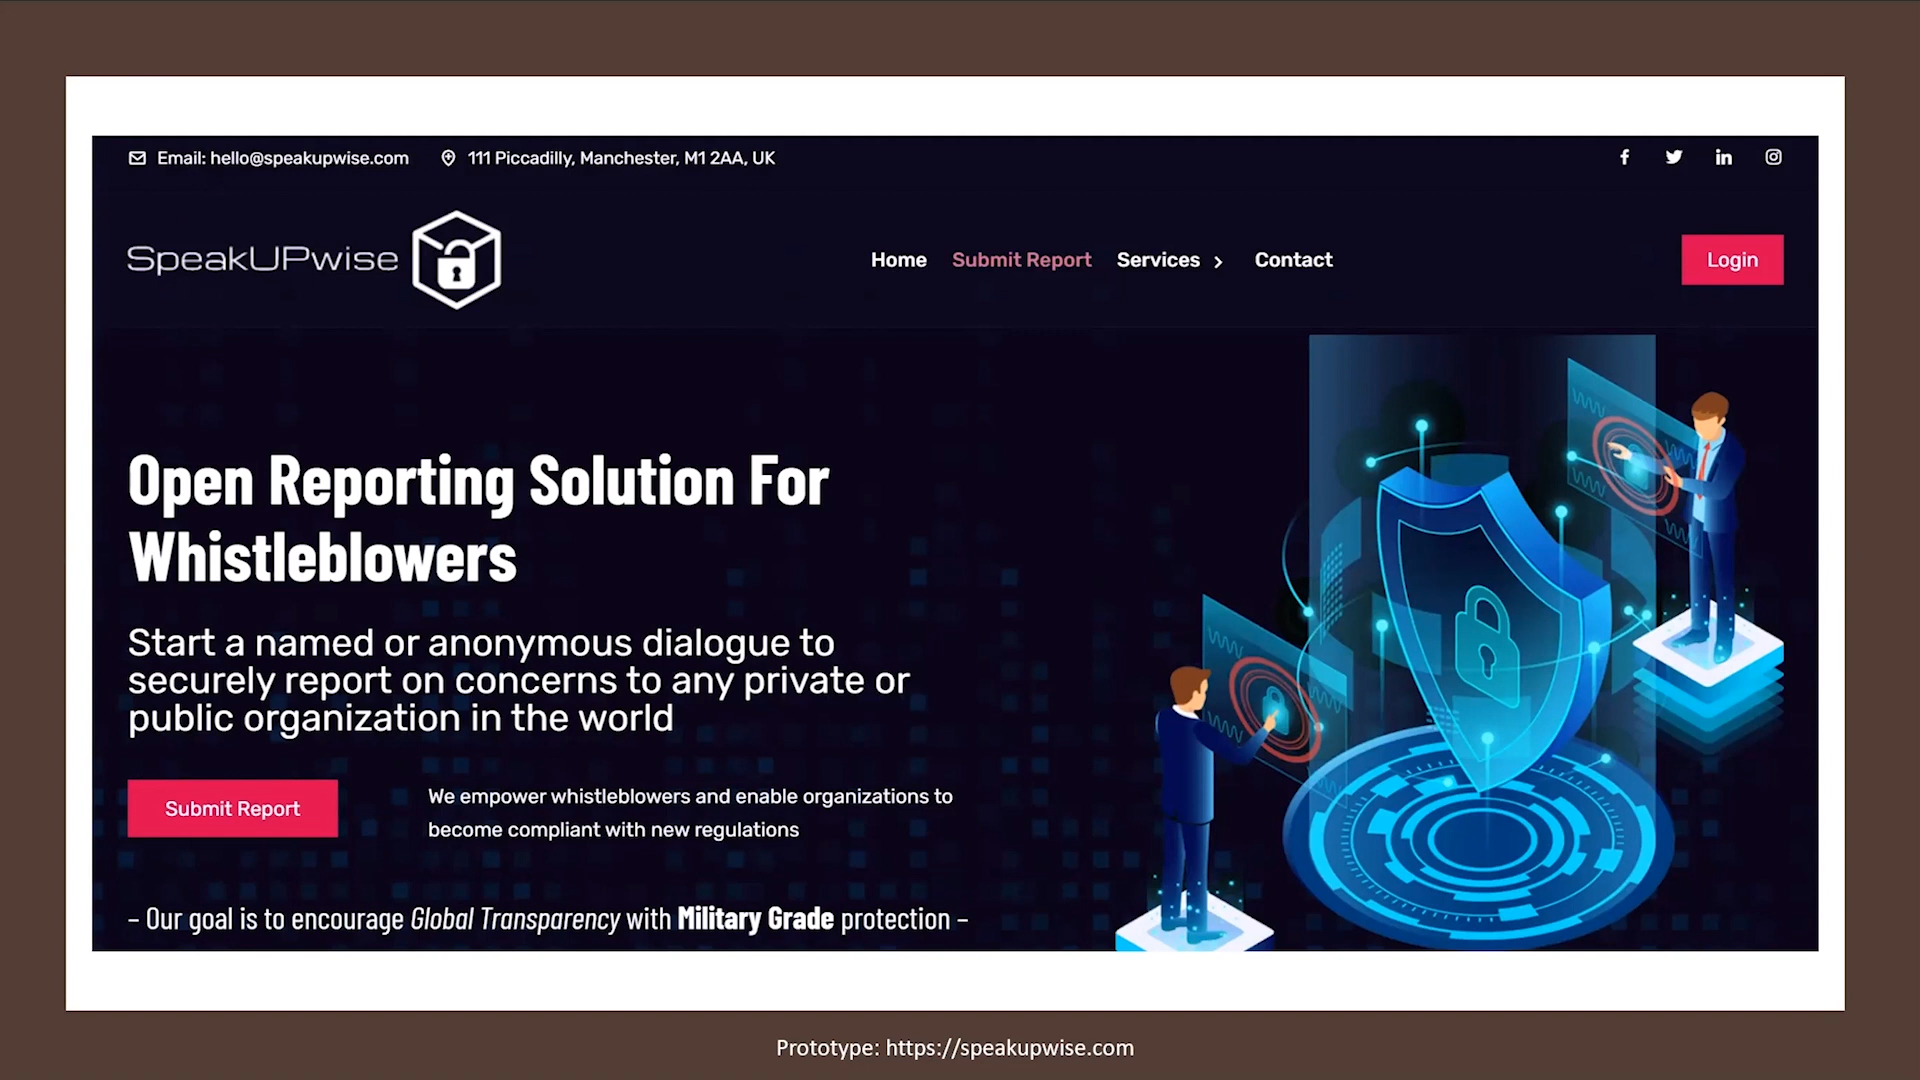 Email: hello@speakupwise.com
111 Piccadilly, Manchester, M1 2AA, UK
SpeakUPwise
Home
Submit Report
Services
Contact
Login
Open Reporting Solution For
Whistleblowers
Start a named or anonymous dialogue to
securely report on concerns to any private or
public organization in the world
Submit Report
We empower whistleblowers and enable organizations to
become compliant with new regulations
– Our goal is to encourage Global Transparency with Military Grade protection –
Prototype: https://speakupwise.com